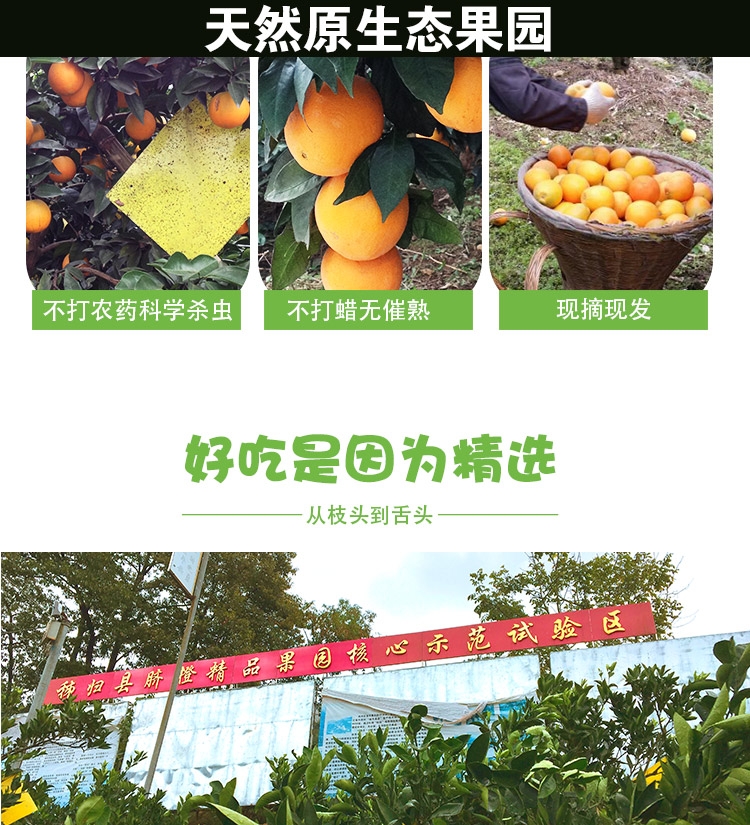 天然原生态果园
不打农药科学杀虫
不打蜡无催熟
现摘现发
好吃是因为精选
从枝头到舌头
秭归县脐橙精品果园核心示范试验区